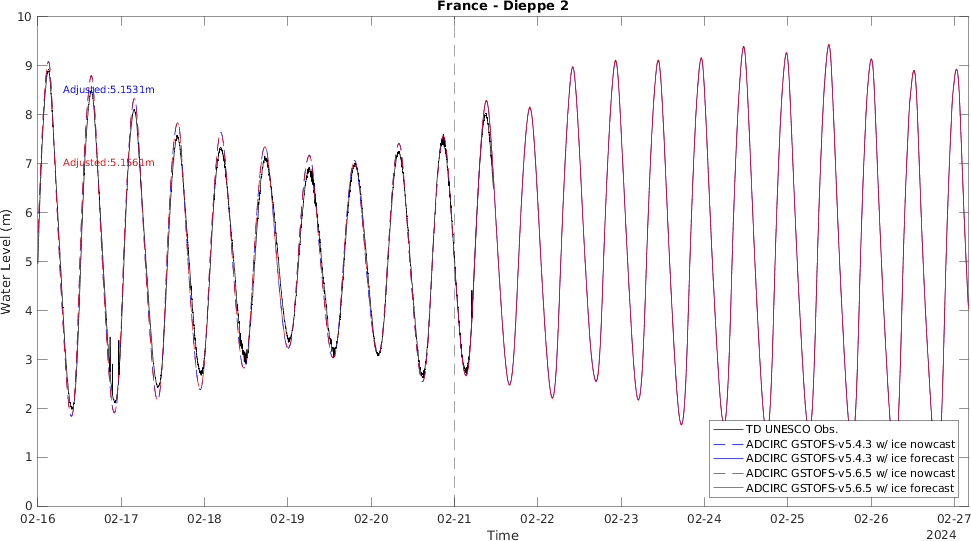 France - Dieppe 2
10
9
8
7
6
5
4
3
2
1
0
Water Level (m)
Adjusted:5.1531m
Adjusted:5.1561m
TD UNESCO Obs.
ADCIRC GSTOFS-v5.4.3 w/ ice nowcast
ADCIRC GSTOFS-v5.4.3 w/ ice forecast
ADCIRC GSTOFS-v5.6.5 w/ ice nowcast
ADCIRC GSTOFS-v5.6.5 w/ ice forecast
02-16 02-17 02-18 02-19 02-20 02-21 02-22 02-23 02-24 02-25 02-26 02-27
Time
2024